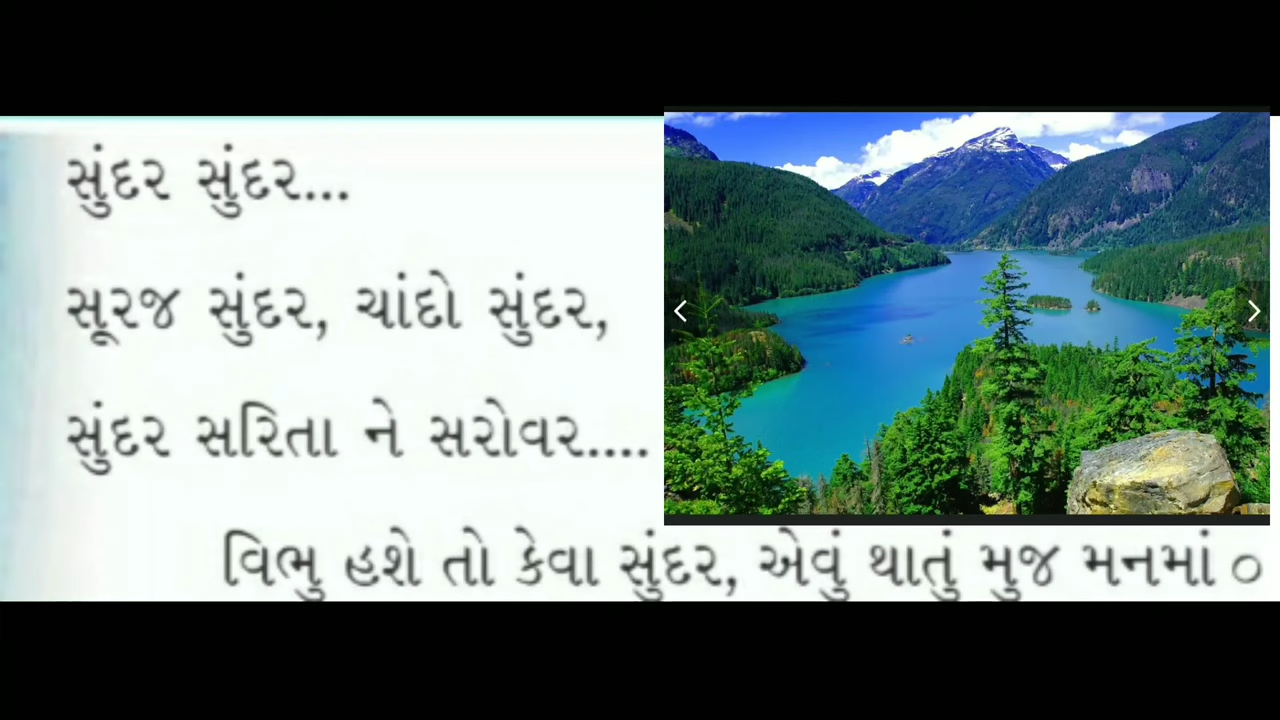 સુંદર સુંદર...
સૂરજ સુંદર, ચાંદો સુંદર,
સુંદર સરિતા ને સરોવર....
વિભુ હશે તો કેવા સુંદર, એવું થાતું મુજ મનમાં ૦